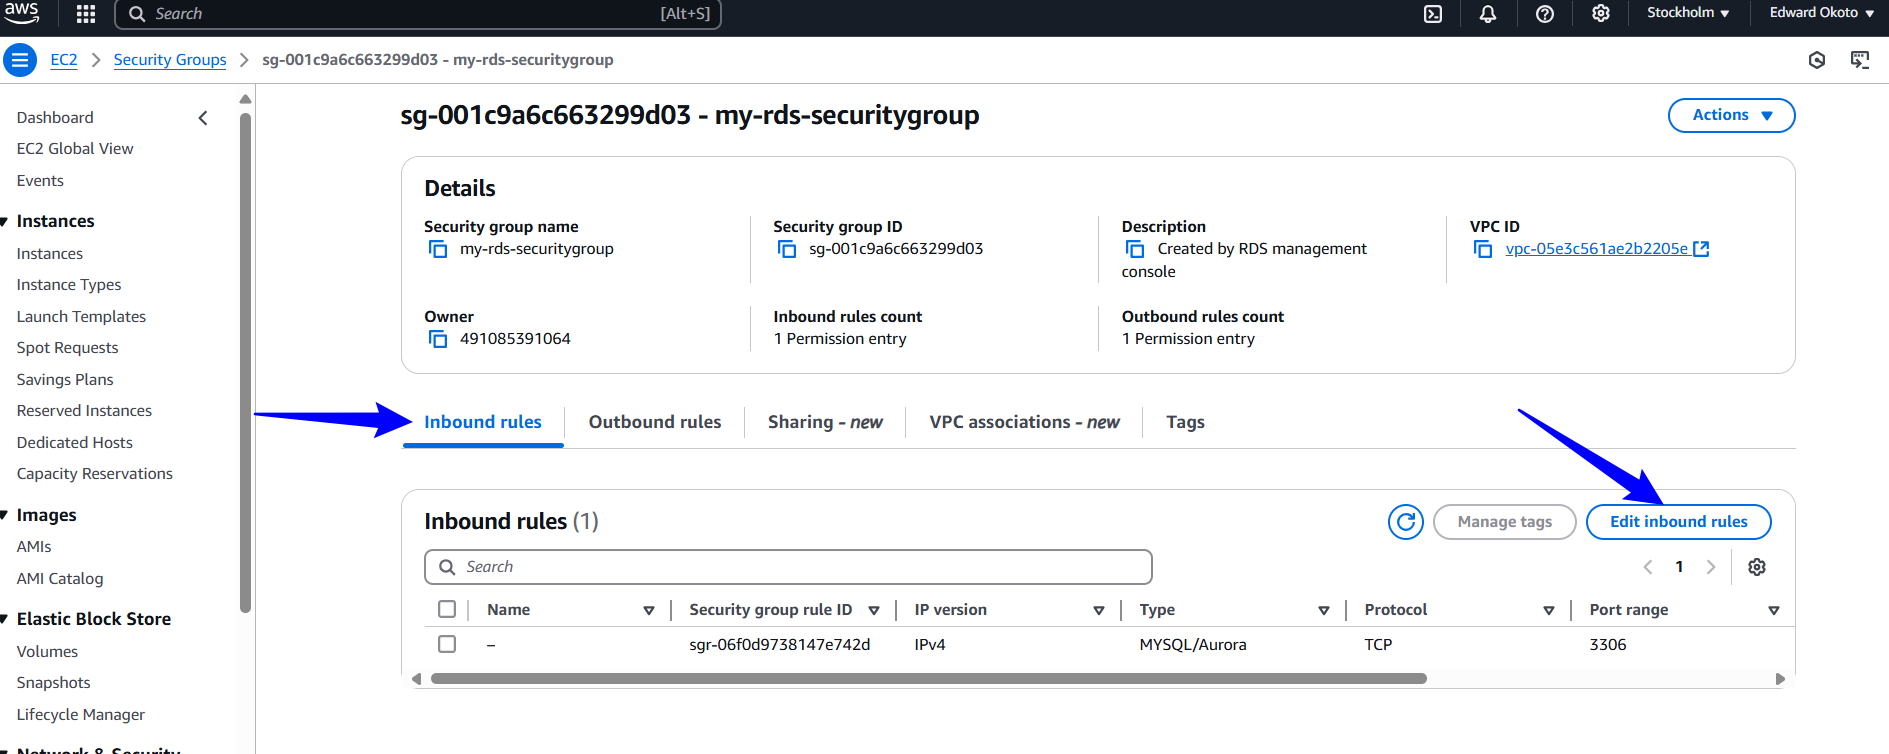 aws
Search [Alt+S]
Stockholm
Edward Okoto
EC2 > Security Groups > sg-001c9a6c663299d03 - my-rds-securitygroup
Dashboard
EC2 Global View
Events
Instances
Instances
Instance Types
Launch Templates
Spot Requests
Savings Plans
Reserved Instances
Dedicated Hosts
Capacity Reservations
Images
AMIs
AMI Catalog
Elastic Block Store
Volumes
Snapshots
Lifecycle Manager
Network & Security
sg-001c9a6c663299d03 - my-rds-securitygroup
Actions
Details
Security group name
my-rds-securitygroup
Security group ID
sg-001c9a6c663299d03
Description
Created by RDS management
console
VPC ID
vpc-05e3c561ae2b2205e
Owner
491085391064
Inbound rules count
1 Permission entry
Outbound rules count
1 Permission entry
Inbound rules
Outbound rules
Sharing - new
VPC associations - new
Tags
Inbound rules (1)
Manage tags
Edit inbound rules
Search
1
Name Security group rule ID IP version Type Protocol Port range
– sgr-06f0d9738147e742d IPv4 MYSQL/Aurora TCP 3306